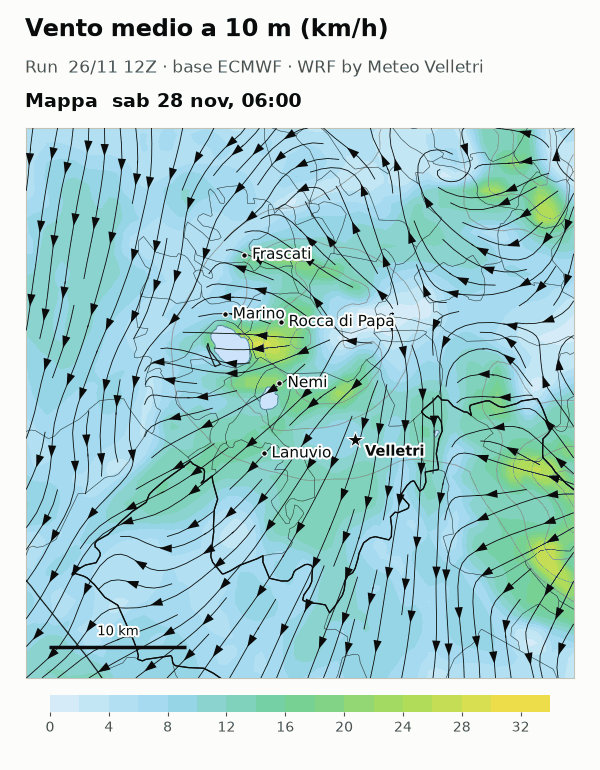 Vento medio a 10 m (km/h)
Run 26/11 12Z · base ECMWF · WRF by Meteo Velletri
Mappa sab 28 nov, 06:00
Frascati
Marino
Rocca di Papa
Nemi
Velletri
Lanuvio
10 km
0 4 8 12 16 20 24 28 32